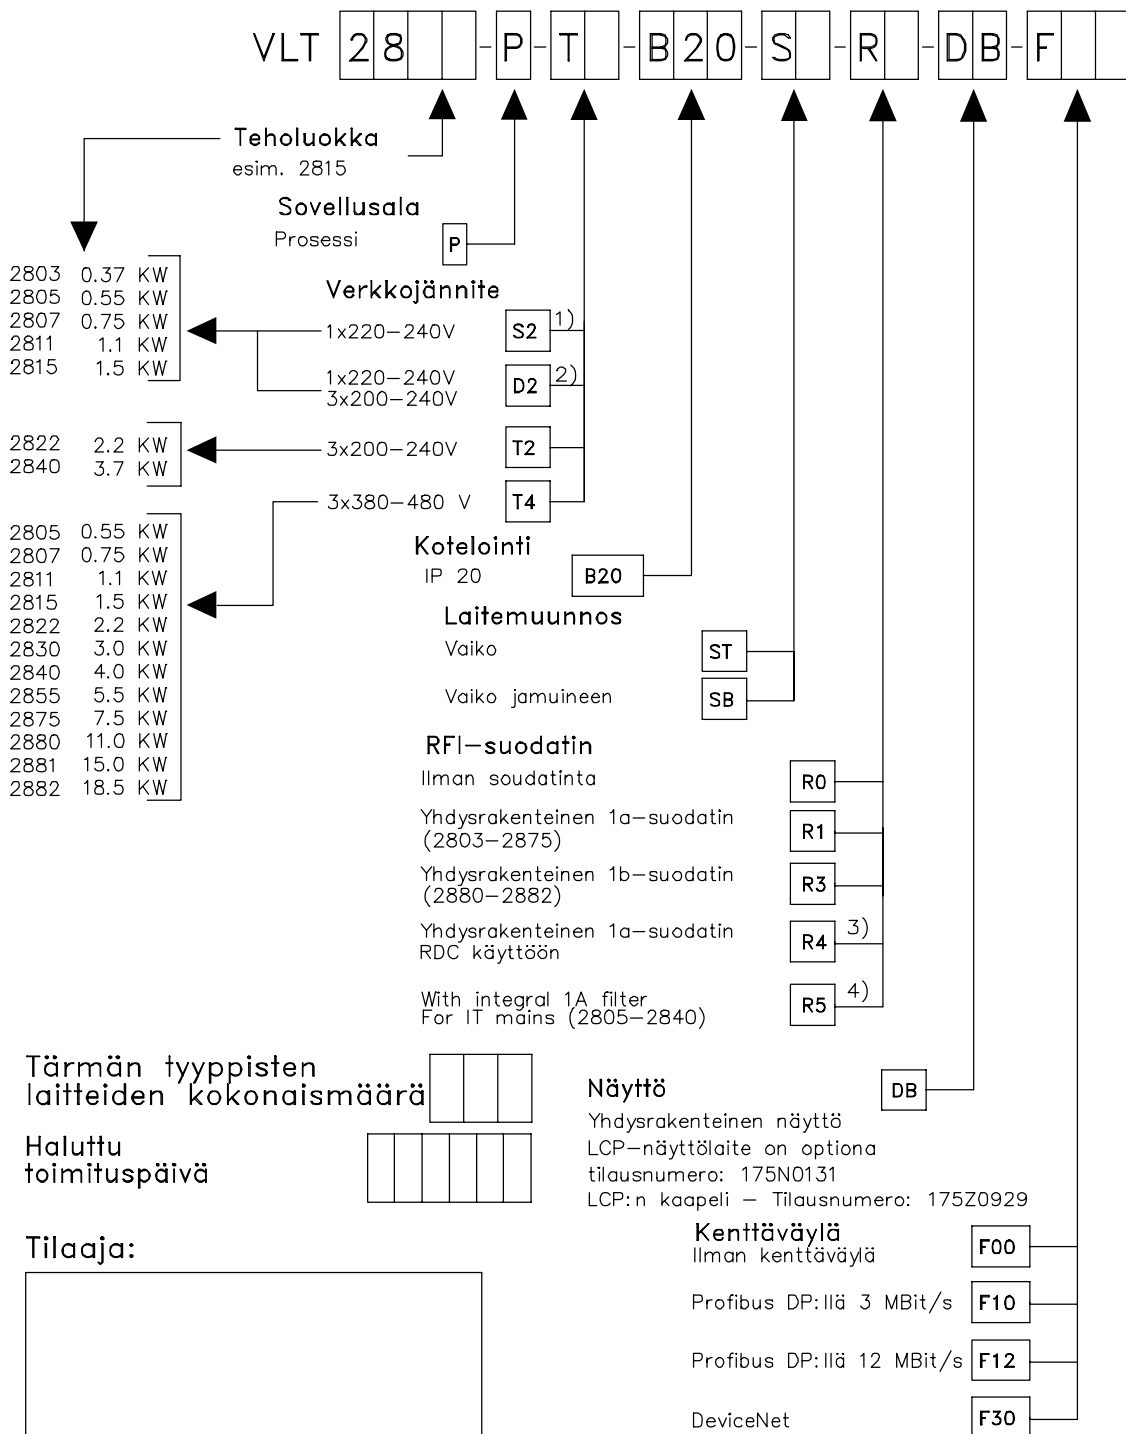 VLT 28 - P - T - B20 - S - R - DB - F
Teholuokka
esim. 2815
Sovellusala
Prosessi P
2803 0.37 KW
2805 0.55 KW
2807 0.75 KW
2811 1.1 KW
2815 1.5 KW
Verkkojännite
1x220-240V S2 1)
1x220-240V
3x200-240V D2 2)
2822 2.2 KW
2840 3.7 KW
3x200-240V T2
3x380-480 V T4
2805 0.55 KW
2807 0.75 KW
2811 1.1 KW
2815 1.5 KW
2822 2.2 KW
2830 3.0 KW
2840 4.0 KW
2855 5.5 KW
2875 7.5 KW
2880 11.0 KW
2881 15.0 KW
2882 18.5 KW
Kotelointi
IP 20 B20
Laitemuunnos
Vaiko ST
Vaiko jamuineen SB
RFI-suodatin
Ilman soudatinta R0
Yhdysrakenteinen 1a-suodatin
(2803-2875) R1
Yhdysrakenteinen 1b-suodatin
(2880-2882) R3
Yhdysrakenteinen 1a-suodatin
RDC käyttöön R4 3)
With integral 1A filter
For IT mains (2805-2840) R5 4)
Tärmän tyyppisten
laitteiden kokonaismäärä
Haluttu
toimituspäivä
Näyttö DB
Yhdysrakenteinen näyttö
LCP-näyttölaite on optiona
tilausnumero: 175N0131
LCP:n kaapeli - Tilausnumero: 175Z0929
Tilaaja:
Kenttäväylä
Ilman kenttäväylä F00
Profibus DP:llä 3 MBit/s F10
Profibus DP:llä 12 MBit/s F12
DeviceNet F30